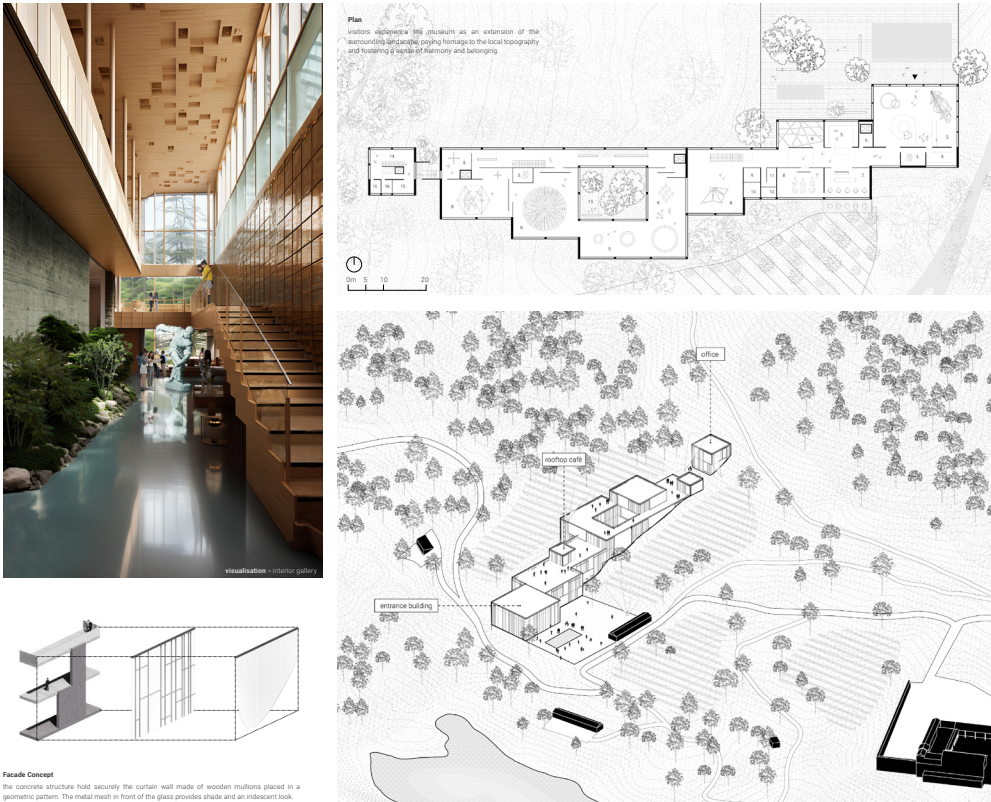 Plan
visitors experience the museum as an extension of the
surrounding landscape, paying homage to the local topography
and fostering a sense of harmony and belonging.
0m 5 10 20
visualisation – interior gallery
office
rooftop cafè
entrance building
Facade Concept
the concrete structure hold securely the curtain wall made of wooden mullions placed in a
geometric pattern. The metal mesh in front of the glass provides shade and an iridescent look.